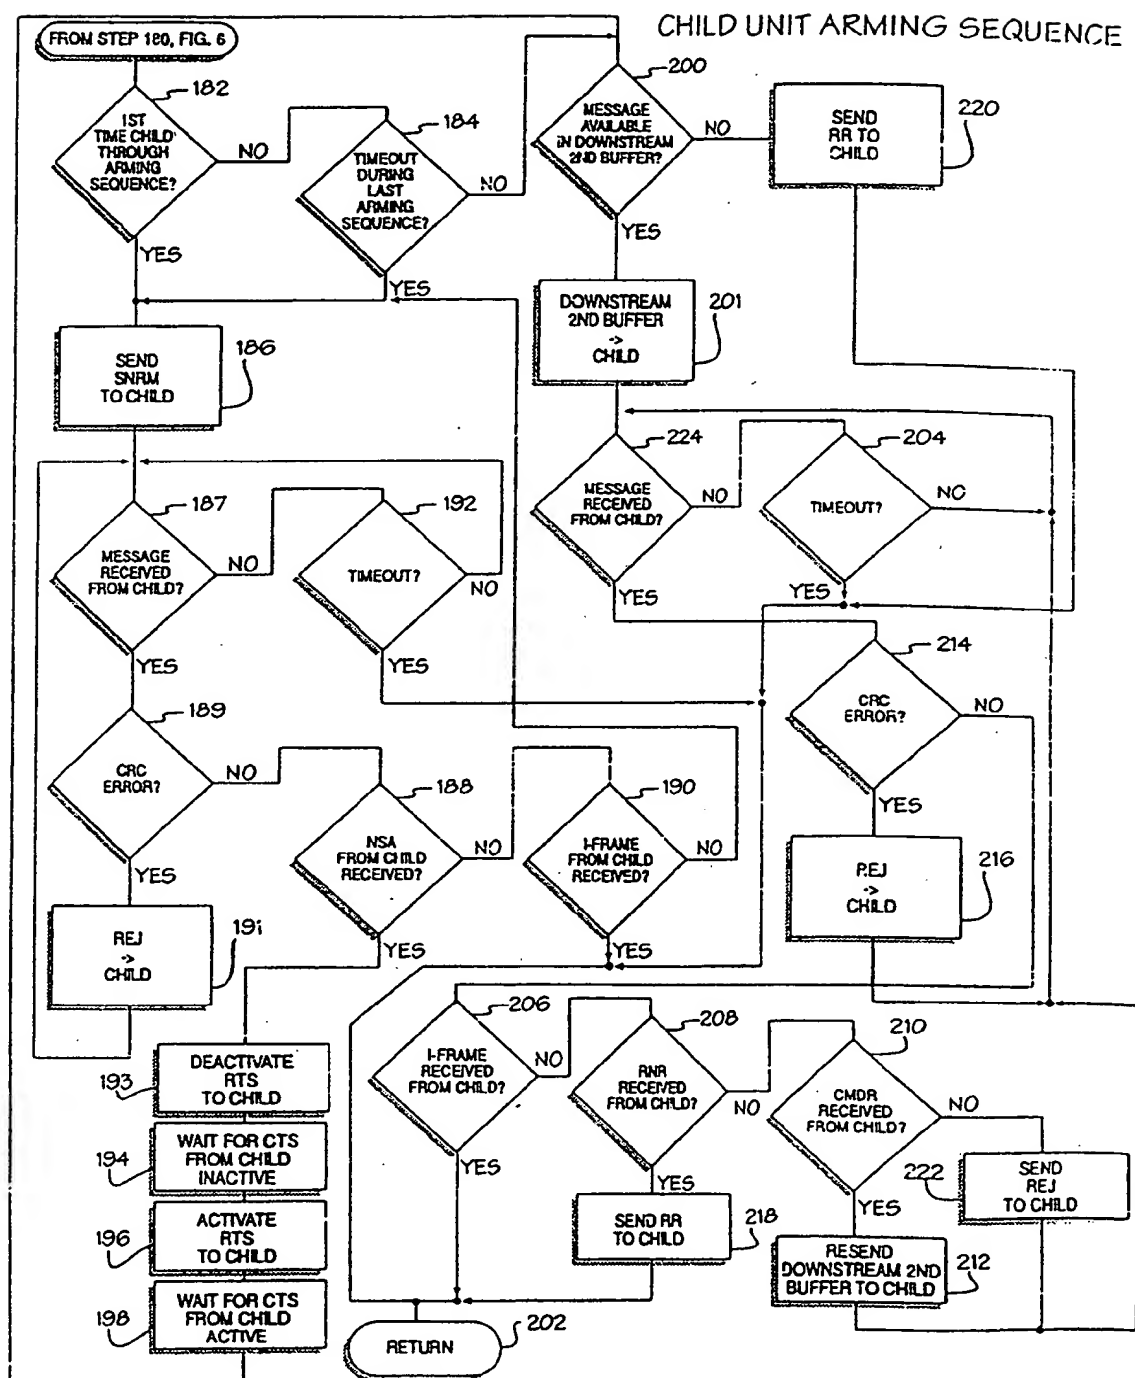 CHILD UNIT ARMING SEQUENCE
FROM STEP 180, FIG. 6
182
1ST
TIME CHILD
THROUGH
ARMING
SEQUENCE?
NO
YES
184
TIMEOUT
DURING
LAST
ARMING
SEQUENCE?
NO
YES
200
MESSAGE
AVAILABLE
IN DOWNSTREAM
2ND BUFFER?
NO
YES
220
SEND
RR TO
CHILD
186
SEND
SNRM
TO CHILD
201
DOWNSTREAM
2ND BUFFER
->
CHILD
187
MESSAGE
RECEIVED
FROM CHILD?
NO
YES
192
TIMEOUT?
NO
YES
224
MESSAGE
RECEIVED
FROM CHILD?
NO
YES
204
TIMEOUT?
NO
YES
189
CRC
ERROR?
NO
YES
188
NSA
FROM CHILD
RECEIVED?
NO
YES
190
I-FRAME
FROM CHILD
RECEIVED?
NO
YES
214
CRC
ERROR?
NO
YES
191
REJ
->
CHILD
216
REJ
->
CHILD
193
DEACTIVATE
RTS
TO CHILD
194
WAIT FOR CTS
FROM CHILD
INACTIVE
196
ACTIVATE
RTS
TO CHILD
198
WAIT FOR CTS
FROM CHILD
ACTIVE
206
I-FRAME
RECEIVED
FROM CHILD?
NO
YES
208
RNR
RECEIVED
FROM CHILD?
NO
YES
210
CMDR
RECEIVED
FROM CHILD?
NO
YES
218
SEND RR
TO CHILD
222
SEND
REJ
TO CHILD
212
RESEND
DOWNSTREAM 2ND
BUFFER TO CHILD
202
RETURN